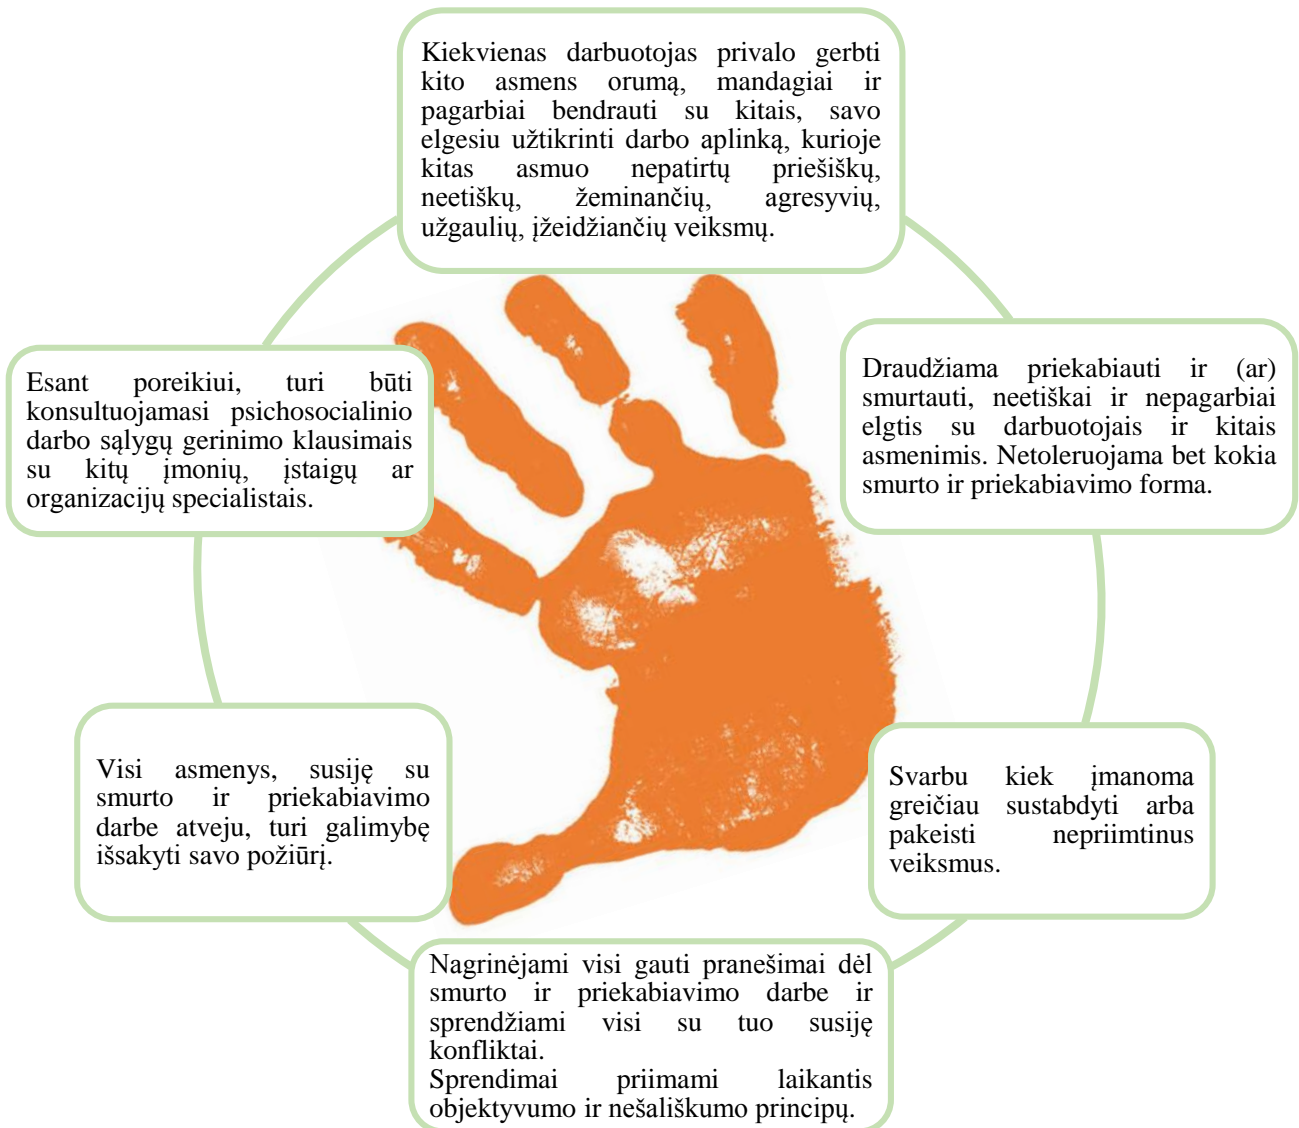 Kiekvienas darbuotojas privalo gerbti
kito asmens orumą, mandagiai ir
pagarbiai bendrauti su kitais, savo
elgesiu užtikrinti darbo aplinką, kurioje
kitas asmuo nepatirtų priešiškų,
neetiškų, žeminančių, agresyvių,
užgaulių, įžeidžiančių veiksmų.
Draudžiama priekabiauti ir (ar)
smurtauti, neetiškai ir nepagarbiai
elgtis su darbuotojais ir kitais
asmenimis. Netoleruojama bet kokia
smurto ir priekabiavimo forma.
Svarbu kiek įmanoma
greičiau sustabdyti arba
pakeisti nepriimtinus
veiksmus.
Nagrinėjami visi gauti pranešimai dėl
smurto ir priekabiavimo darbe ir
sprendžiami visi su tuo susiję
konfliktai.
Sprendimai priimami laikantis
objektyvumo ir nešališkumo principų.
Visi asmenys, susiję su
smurto ir priekabiavimo
darbe atveju, turi galimybę
išsakyti savo požiūrį.
Esant poreikiui, turi būti
konsultuojamasi psichosocialinio
darbo sąlygų gerinimo klausimais
su kitų įmonių, įstaigų ar
organizacijų specialistais.